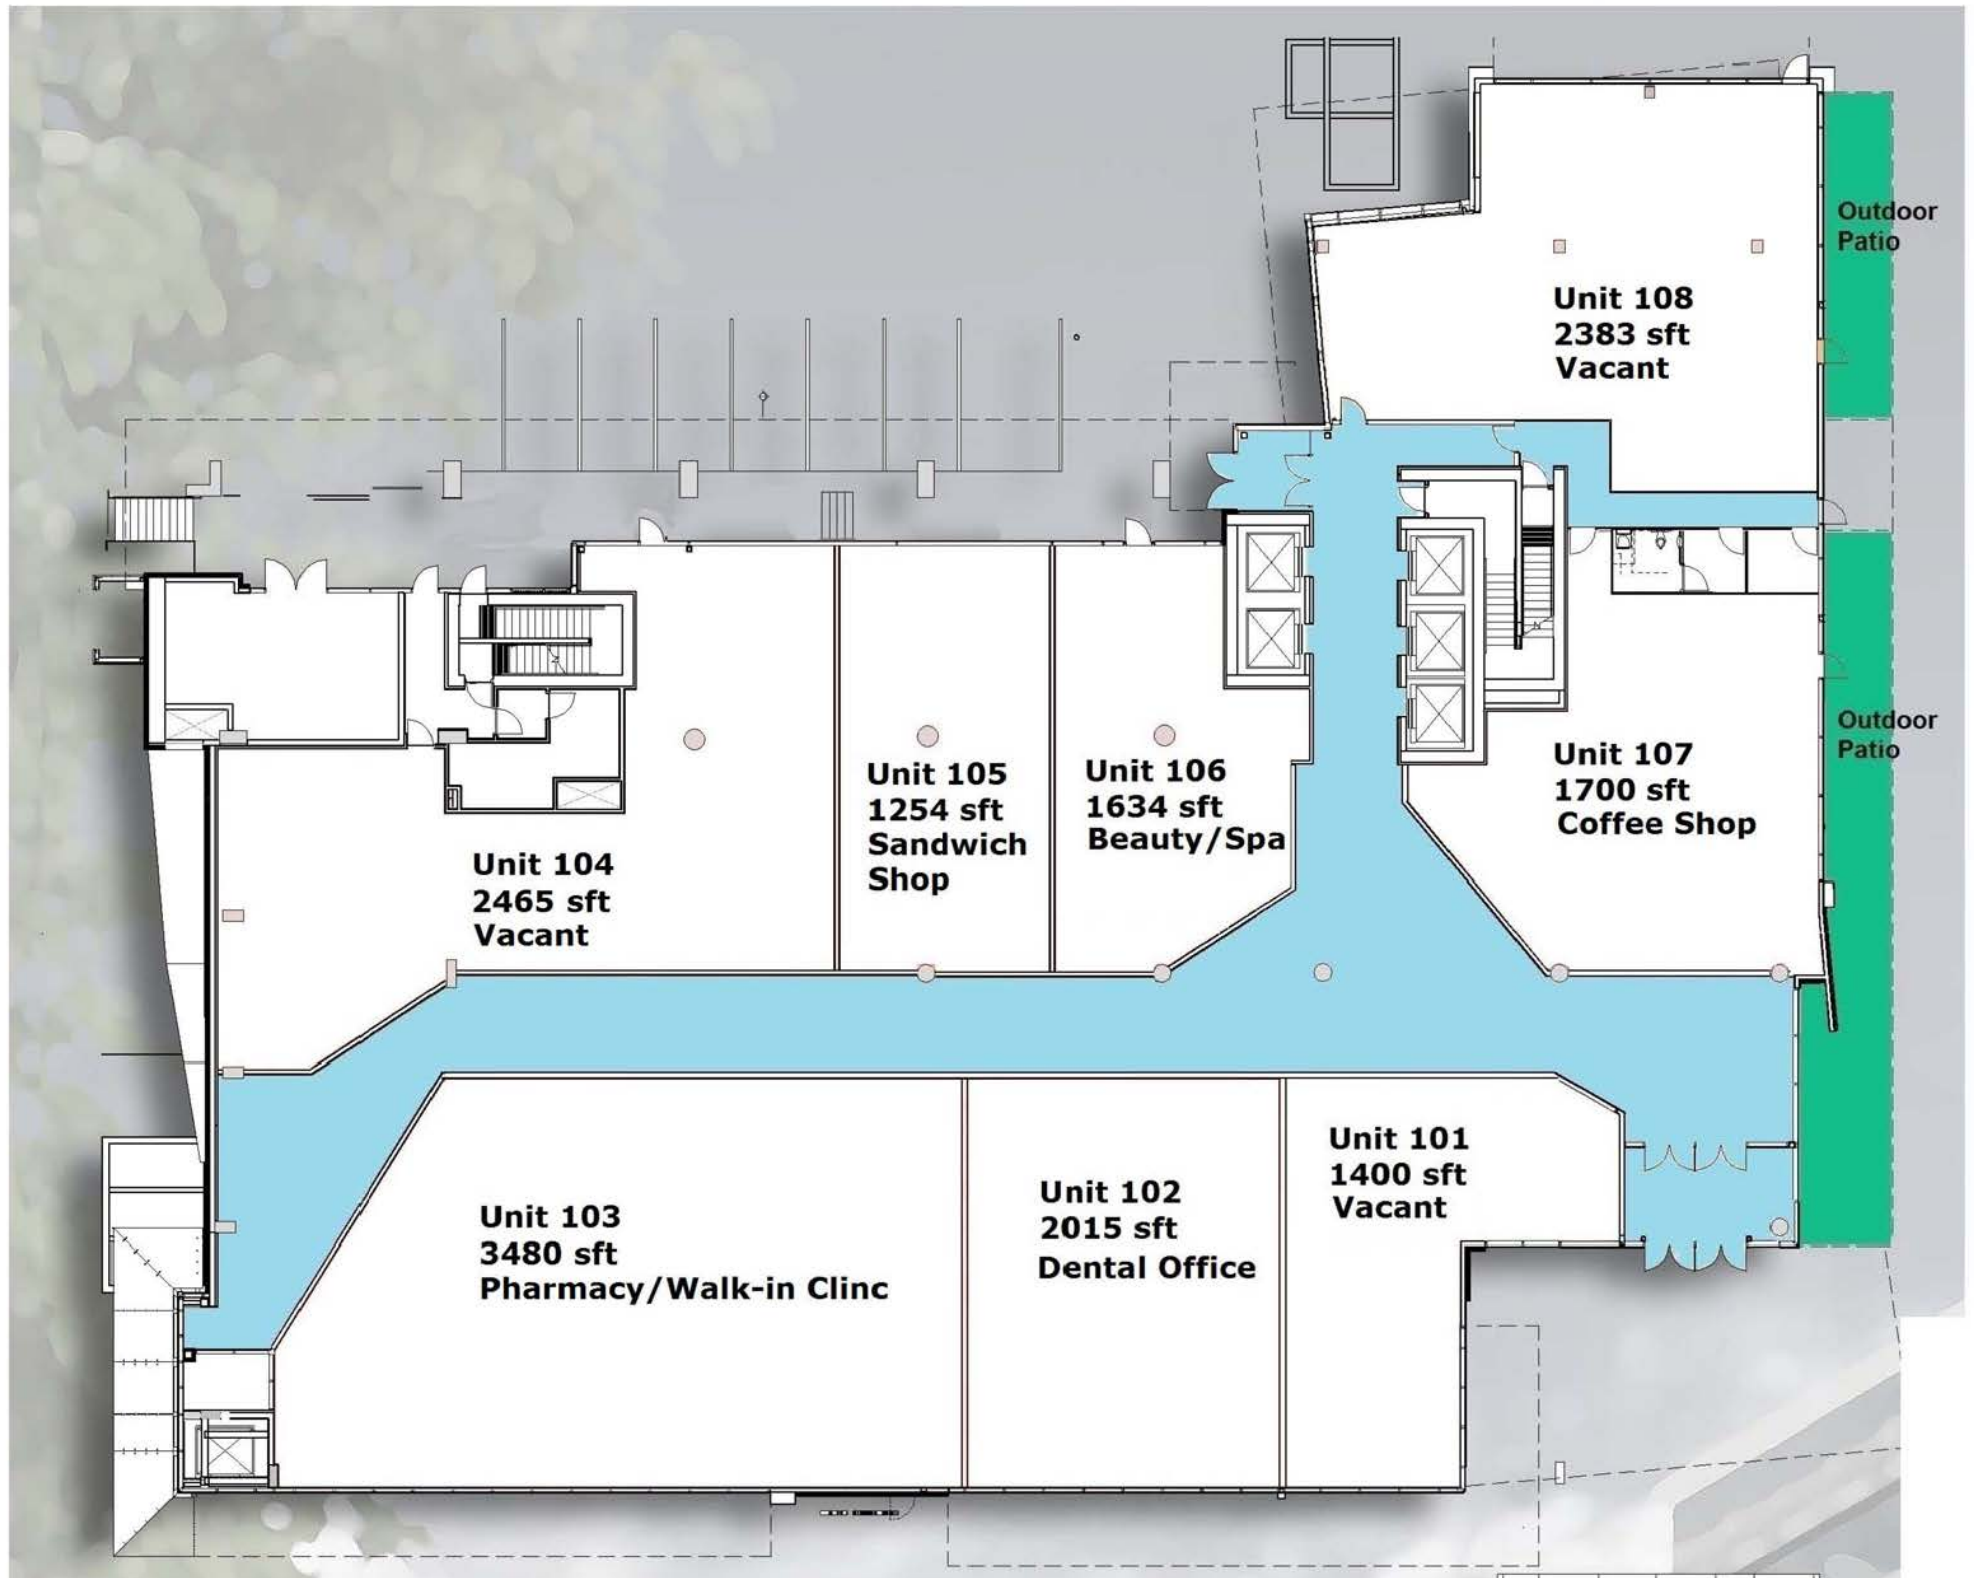 Outdoor
Patio
Unit 108
2383 sft
Vacant
Outdoor
Patio
Unit 107
1700 sft
Coffee Shop
Unit 106
1634 sft
Beauty/Spa
Unit 105
1254 sft
Sandwich
Shop
Unit 104
2465 sft
Vacant
Unit 101
1400 sft
Vacant
Unit 102
2015 sft
Dental Office
Unit 103
3480 sft
Pharmacy/Walk-in Clinc